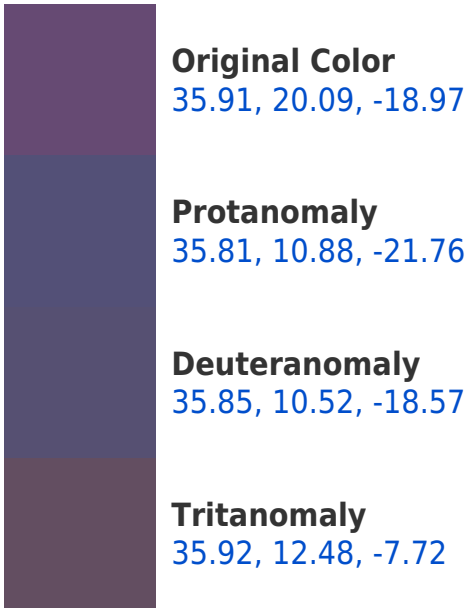 Original Color
35.91, 20.09, -18.97
Protanomaly
35.81, 10.88, -21.76
Deuteranomaly
35.85, 10.52, -18.57
Tritanomaly
35.92, 12.48, -7.72